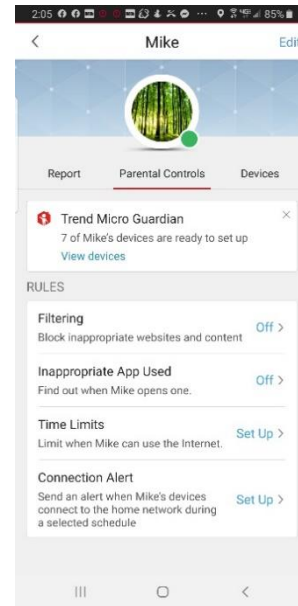 2:05 85%
Mike Edit
Report Parental Controls Devices
Trend Micro Guardian
7 of Mike's devices are ready to set up
View devices
RULES
Filtering
Block inappropriate websites and content
Off >
Inappropriate App Used
Find out when Mike opens one.
Off >
Time Limits
Limit when Mike can use the Internet.
Set Up >
Connection Alert
Send an alert when Mike's devices
connect to the home network during
a selected schedule
Set Up >